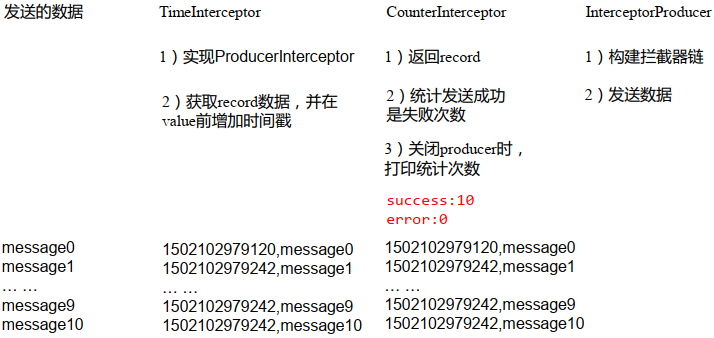 发送的数据
TimeInterceptor
CounterInterceptor
InterceptorProducer
1）实现ProducerInterceptor
2）获取record数据，并在
value前增加时间戳
1）返回record
2）统计发送成功
是失败次数
3）关闭producer时，
打印统计次数
success:10
error:0
1）构建拦截器链
2）发送数据
message0
message1
… …
message9
message10
1502102979120,message0
1502102979242,message1
… …
1502102979242,message9
1502102979242,message10
1502102979120,message0
1502102979242,message1
… …
1502102979242,message9
1502102979242,message10